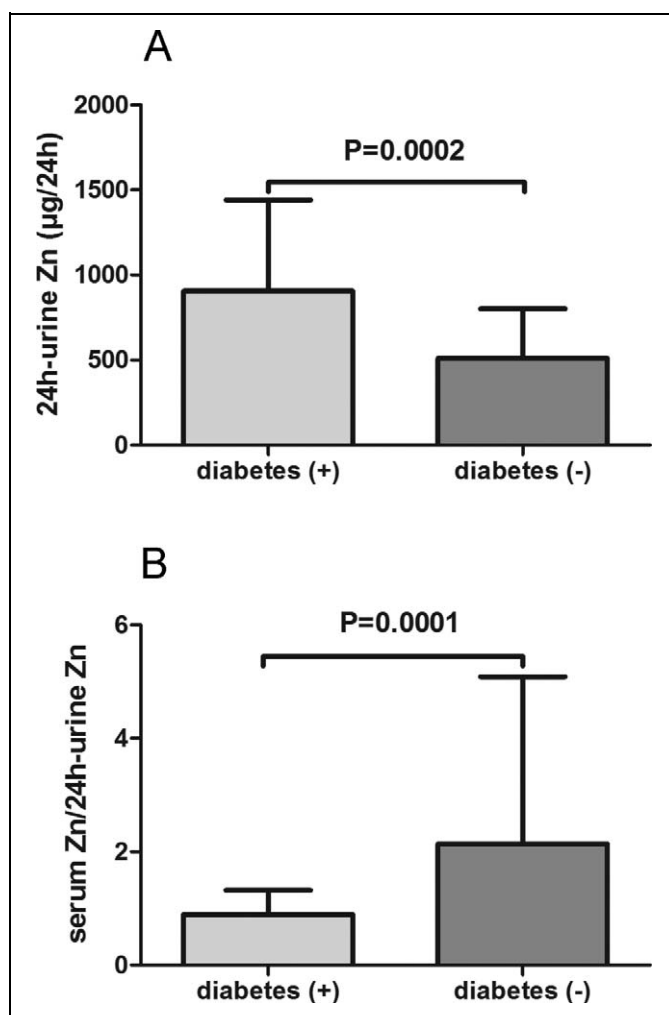 A
24h-urine Zn (µg/24h)
2000
1500
1000
500
0
P=0.0002
diabetes (+)
diabetes (-)
B
serum Zn/24h-urine Zn
6
4
2
0
P=0.0001
diabetes (+)
diabetes (-)